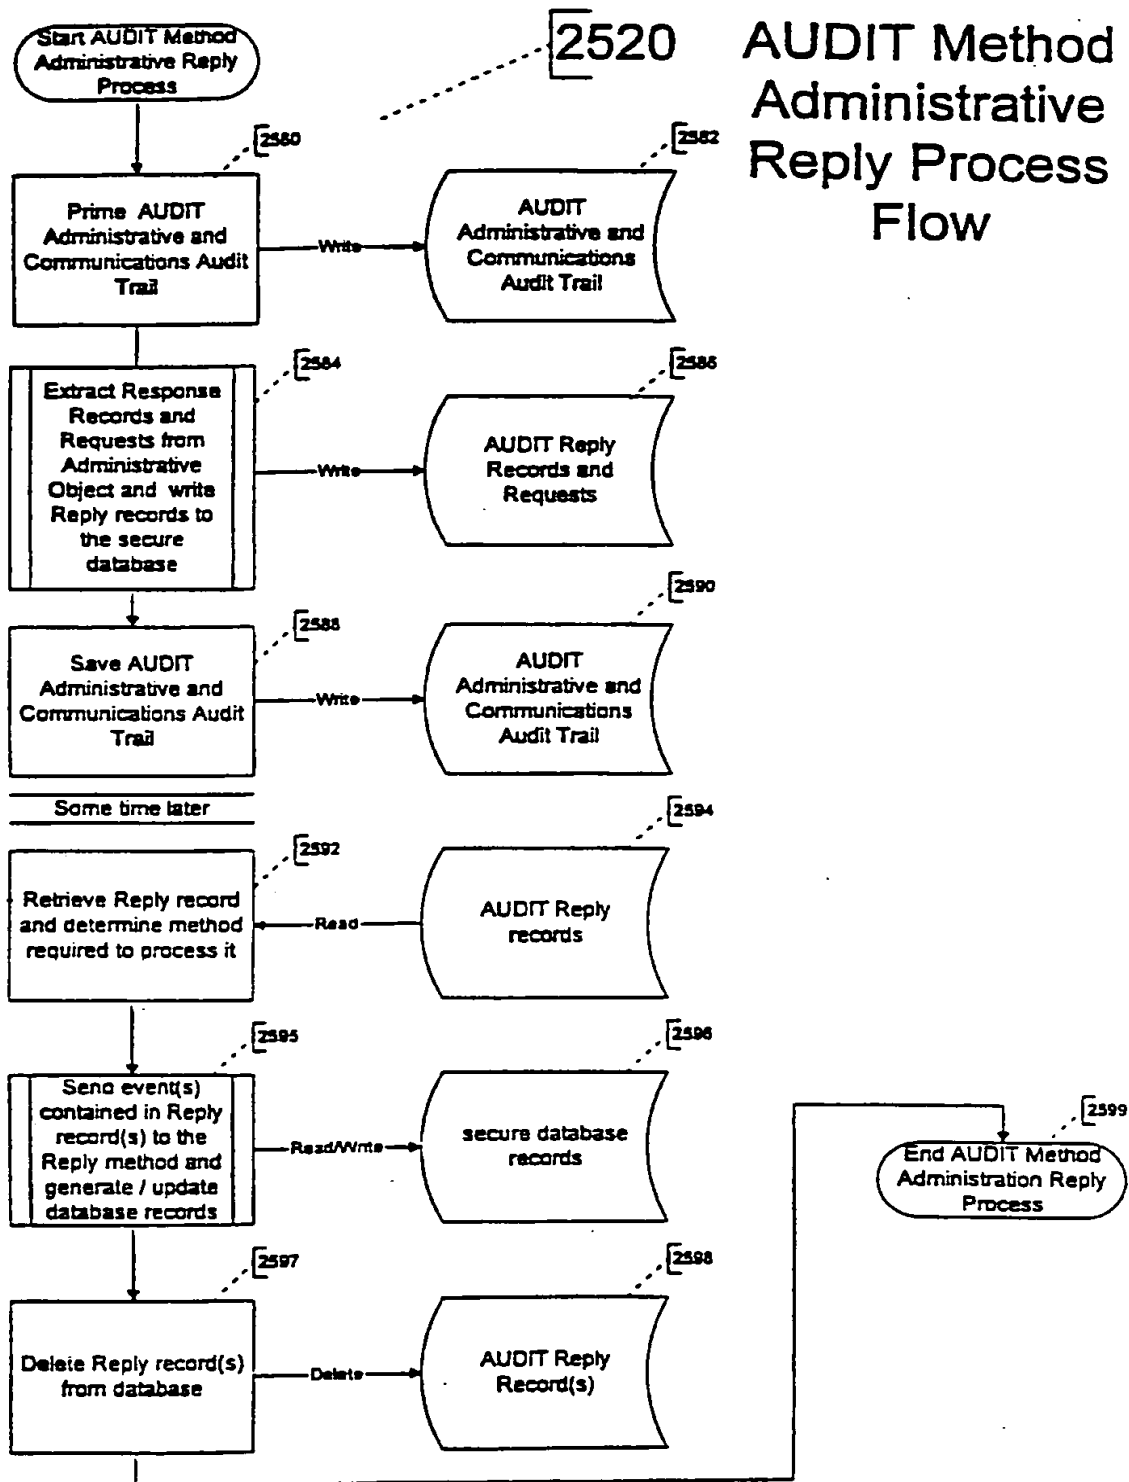 2520
AUDIT Method
Administrative
Reply Process
Flow
Start AUDIT Method
Administrative Reply
Process
2580
Prime AUDIT
Administrative and
Communications Audit
Trail
Write
2582
AUDIT
Administrative and
Communications
Audit Trail
2584
Extract Response
Records and
Requests from
Administrative
Object and write
Reply records to
the secure
database
Write
2586
AUDIT Reply
Records and
Requests
2588
Save AUDIT
Administrative and
Communications Audit
Trail
Write
2590
AUDIT
Administrative and
Communications
Audit Trail
Some time later
2592
Retrieve Reply record
and determine method
required to process it
Read
2594
AUDIT Reply
records
2595
Send event(s)
contained in Reply
record(s) to the
Reply method and
generate / update
database records
Read/Write
2596
secure database
records
2597
Delete Reply record(s)
from database
Delete
2598
AUDIT Reply
Record(s)
2599
End AUDIT Method
Administration Reply
Process